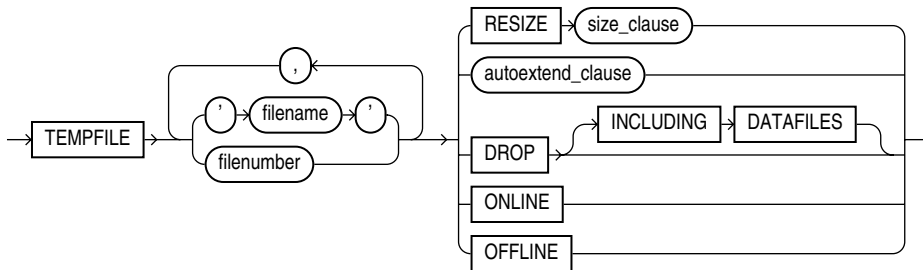 RESIZE size_clause
,
autoextend_clause
' filename '
INCLUDING DATAFILES
TEMPFILE
filenumber
DROP
ONLINE
OFFLINE